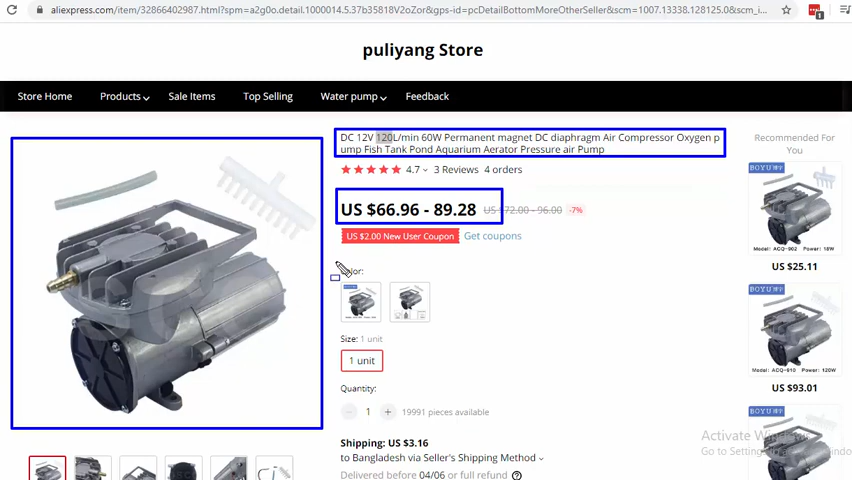 aliexpress.com/item/32866402987.html?spm=a2g0o.detail.1000014.5.37b35818V2oZor&gps-id=pcDetailBottomMoreOtherSeller&scm=1007.13338.128125.0&scm_i...
puliyang Store
Store Home Products Sale Items Top Selling Water pump Feedback
DC 12V 120L/min 60W Permanent magnet DC diaphragm Air Compressor Oxygen p
ump Fish Tank Pond Aquarium Aerator Pressure air Pump
4.7 3 Reviews 4 orders
US $66.96 - 89.28 US $72.00 - 96.00 -7%
US $2.00 New User Coupon Get coupons
Color:
Size: 1 unit
1 unit
Quantity:
1 19991 pieces available
Shipping: US $3.16
to Bangladesh via Seller's Shipping Method
Delivered before 04/06 or full refund
Recommended For
You
BOYU
Model: ACQ-902 Power: 18W
US $25.11
BOYU
Model: ACQ-910 Power: 120W
US $93.01
BOYU
Activate Windows
Go to Setting